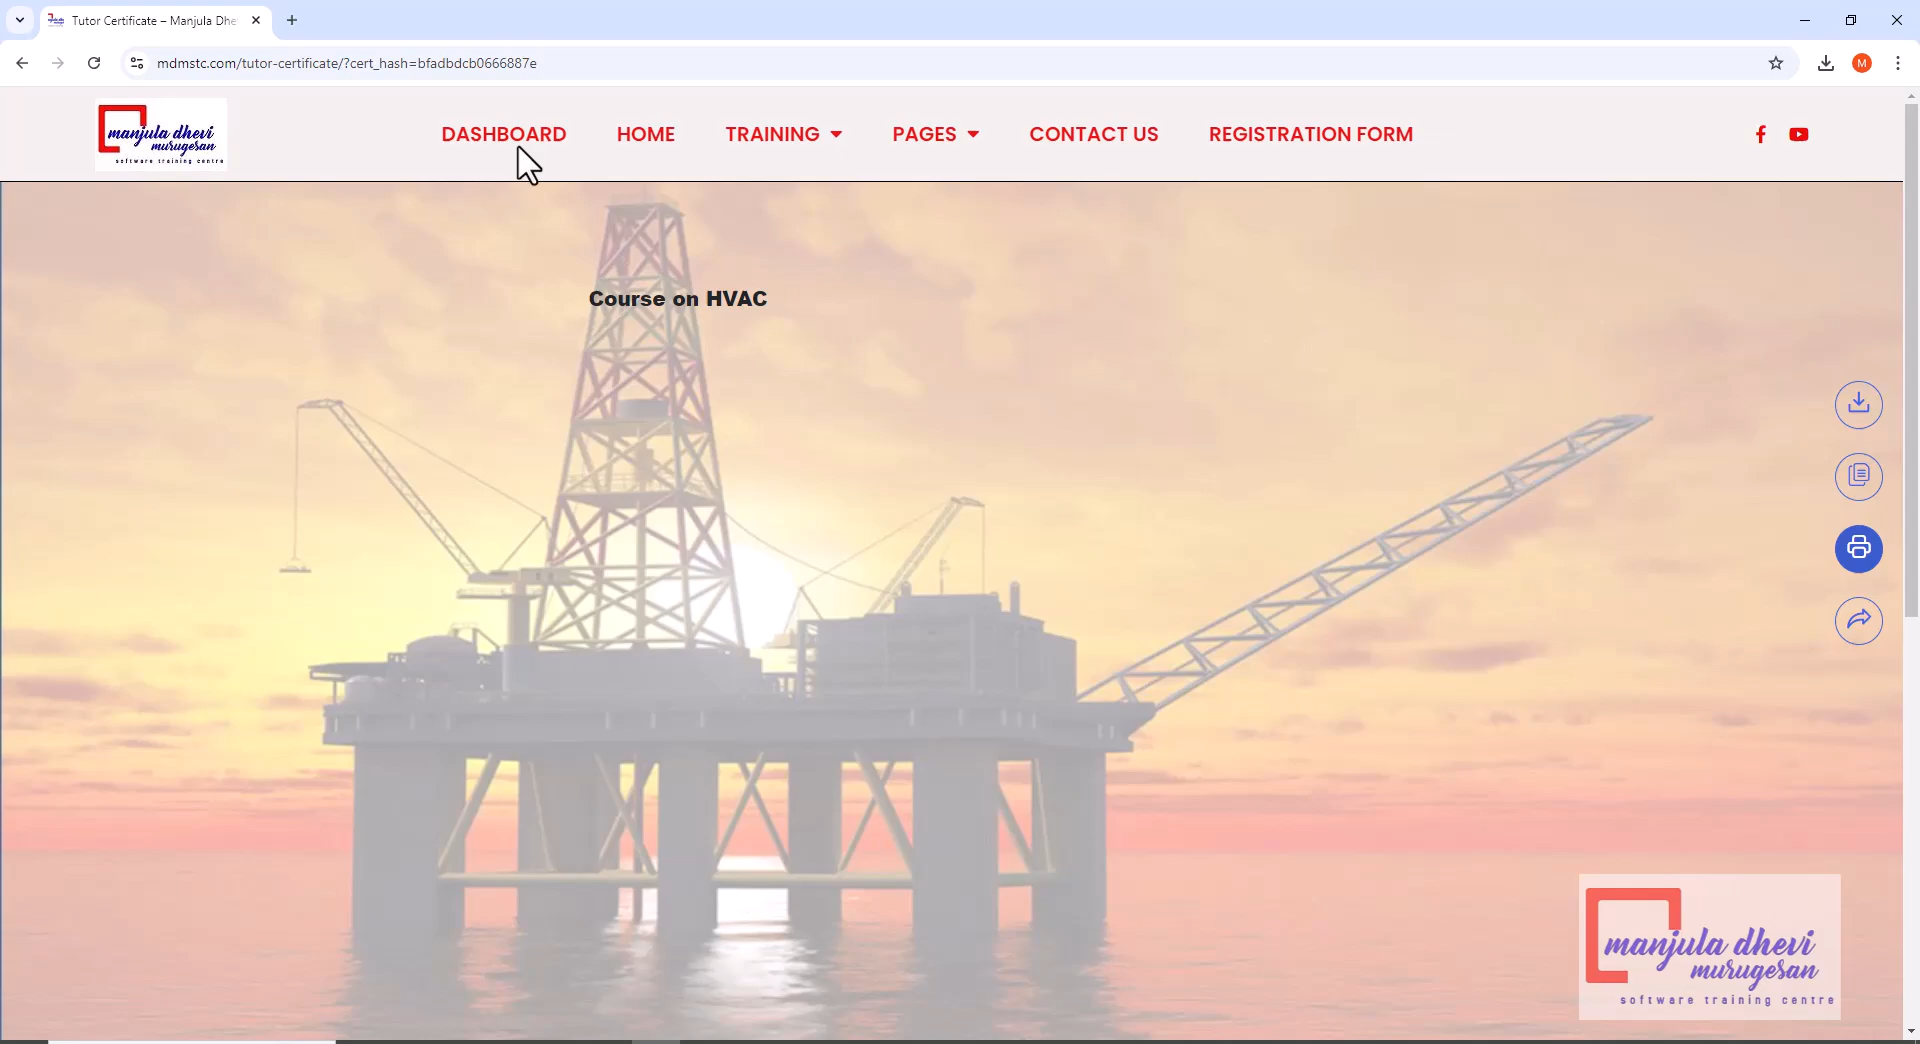 Tutor Certificate – Manjula Dhe
mdmstc.com/tutor-certificate/?cert_hash=bfadbdcb0666887e
M
manjula dhevi
murugesan
software training centre
DASHBOARD
HOME
TRAINING
PAGES
CONTACT US
REGISTRATION FORM
Course on HVAC
manjula dhevi
murugesan
software training centre